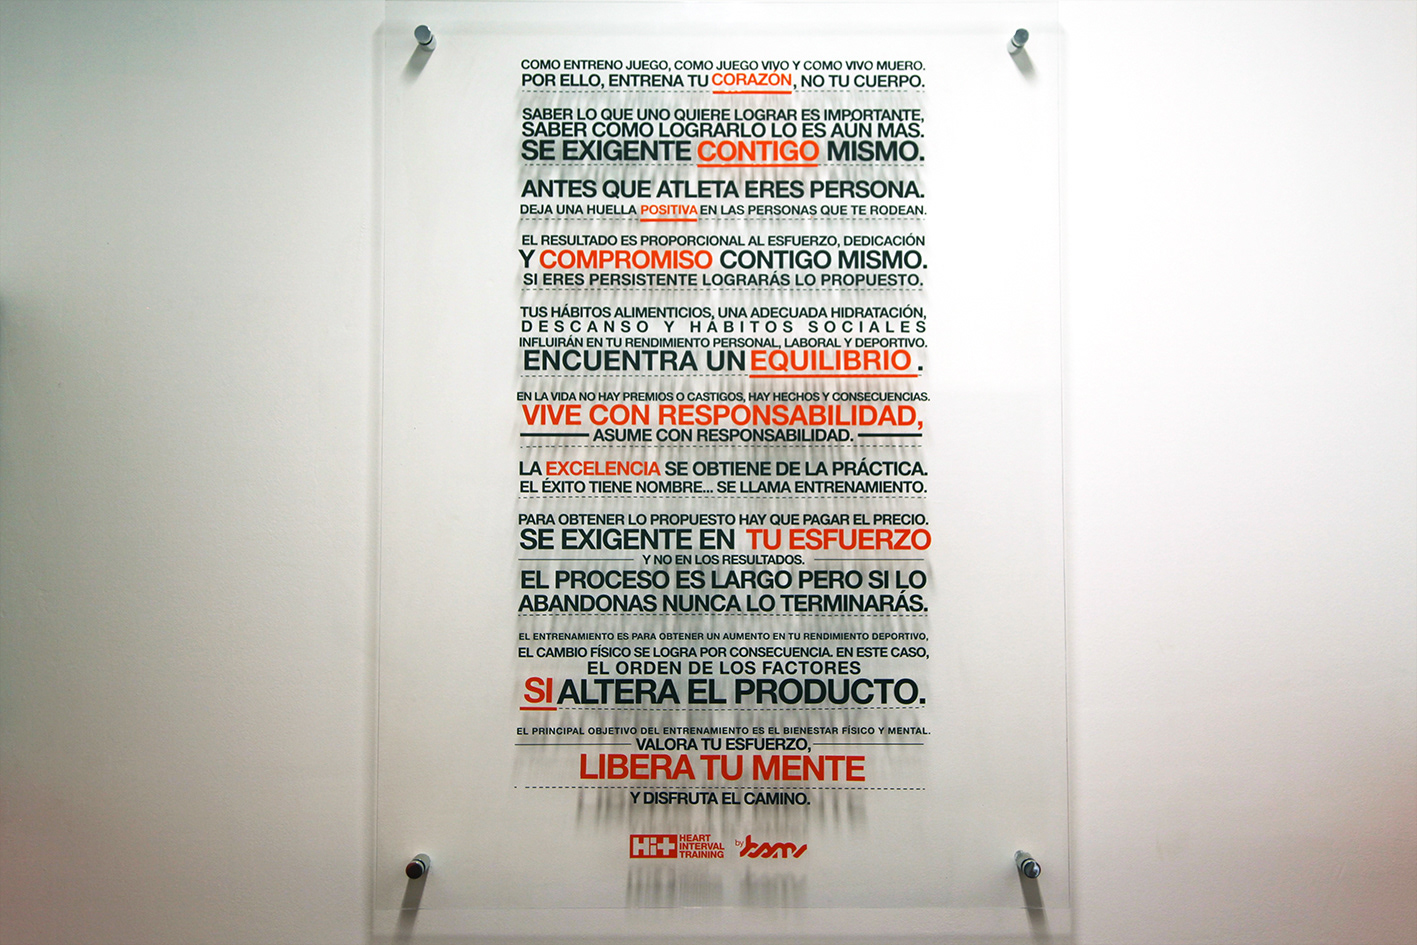 COMO ENTRENO JUEGO, COMO JUEGO VIVO Y COMO VIVO MUERO.
POR ELLO, ENTRENA TU CORAZÓN, NO TU CUERPO.
SABER LO QUE UNO QUIERE LOGRAR ES IMPORTANTE,
SABER COMO LOGRARLO LO ES AÚN MÁS.
SE EXIGENTE CONTIGO MISMO.
ANTES QUE ATLETA ERES PERSONA.
DEJA UNA HUELLA POSITIVA EN LAS PERSONAS QUE TE RODEAN.
EL RESULTADO ES PROPORCIONAL AL ESFUERZO, DEDICACIÓN
Y COMPROMISO CONTIGO MISMO.
SI ERES PERSISTENTE LOGRARÁS LO PROPUESTO.
TUS HÁBITOS ALIMENTICIOS, UNA ADECUADA HIDRATACIÓN,
DESCANSO Y HÁBITOS SOCIALES
INFLUIRÁN EN TU RENDIMIENTO PERSONAL, LABORAL Y DEPORTIVO.
ENCUENTRA UN EQUILIBRIO.
EN LA VIDA NO HAY PREMIOS O CASTIGOS, HAY HECHOS Y CONSECUENCIAS.
VIVE CON RESPONSABILIDAD,
ASUME CON RESPONSABILIDAD.
LA EXCELENCIA SE OBTIENE DE LA PRÁCTICA.
EL ÉXITO TIENE NOMBRE... SE LLAMA ENTRENAMIENTO.
PARA OBTENER LO PROPUESTO HAY QUE PAGAR EL PRECIO.
SE EXIGENTE EN TU ESFUERZO
Y NO EN LOS RESULTADOS.
EL PROCESO ES LARGO PERO SI LO
ABANDONAS NUNCA LO TERMINARÁS.
EL ENTRENAMIENTO ES PARA OBTENER UN AUMENTO EN TU RENDIMIENTO DEPORTIVO,
EL CAMBIO FÍSICO SE LOGRA POR CONSECUENCIA. EN ESTE CASO,
EL ORDEN DE LOS FACTORES
SI ALTERA EL PRODUCTO.
EL PRINCIPAL OBJETIVO DEL ENTRENAMIENTO ES EL BIENESTAR FÍSICO Y MENTAL.
VALORA TU ESFUERZO,
LIBERA TU MENTE
Y DISFRUTA EL CAMINO.
Hit HEART
INTERVAL
TRAINING
by